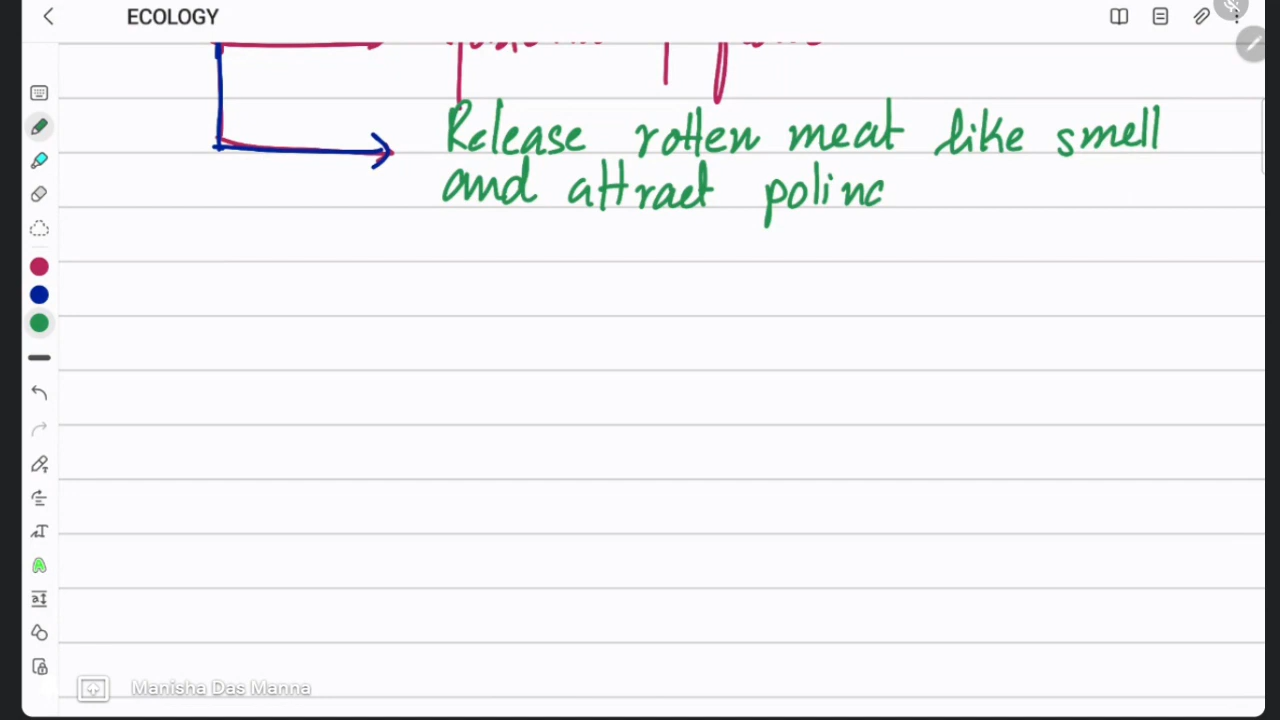 ECOLOGY
Release rotten meat like smell
and attract polinc
Manisha Das Manna